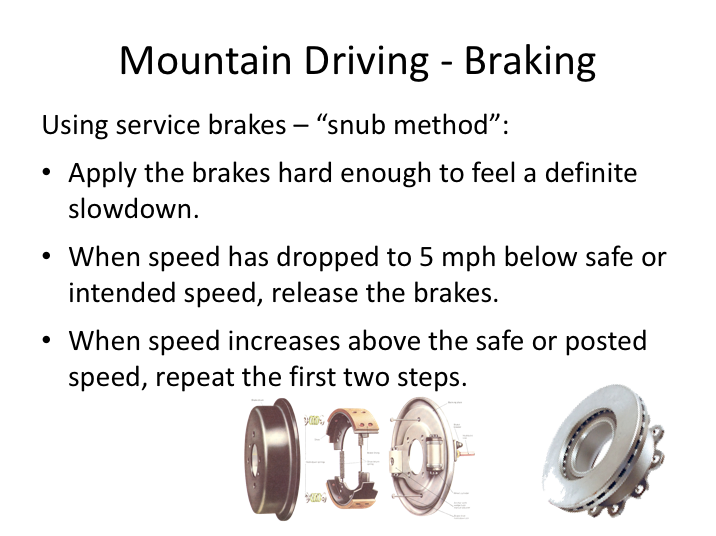 Mountain Driving - Braking
Using service brakes – “snub method”:
• Apply the brakes hard enough to feel a definite
slowdown.
• When speed has dropped to 5 mph below safe or
intended speed, release the brakes.
• When speed increases above the safe or posted
speed, repeat the first two steps.